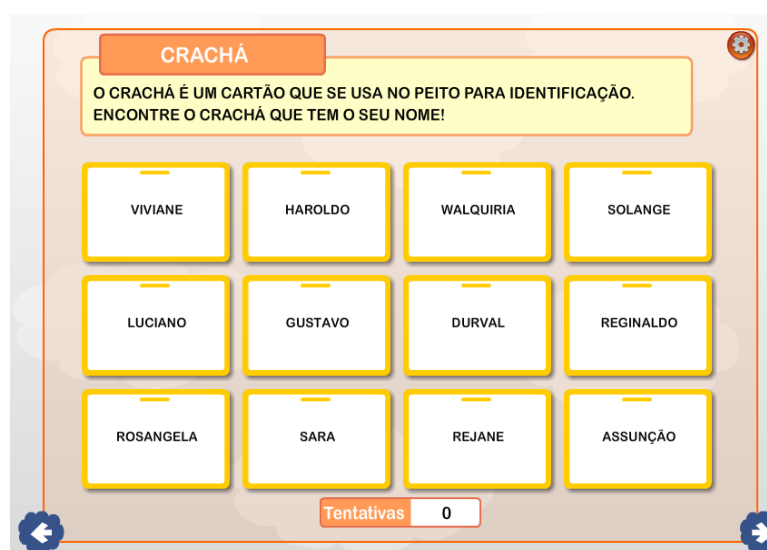 CRACHÁ
O CRACHÁ É UM CARTÃO QUE SE USA NO PEITO PARA IDENTIFICAÇÃO.
ENCONTRE O CRACHÁ QUE TEM O SEU NOME!
VIVIANE
HAROLDO
WALQUIRIA
SOLANGE
LUCIANO
GUSTAVO
DURVAL
REGINALDO
ROSANGELA
SARA
REJANE
ASSUNÇÃO
Tentativas 0